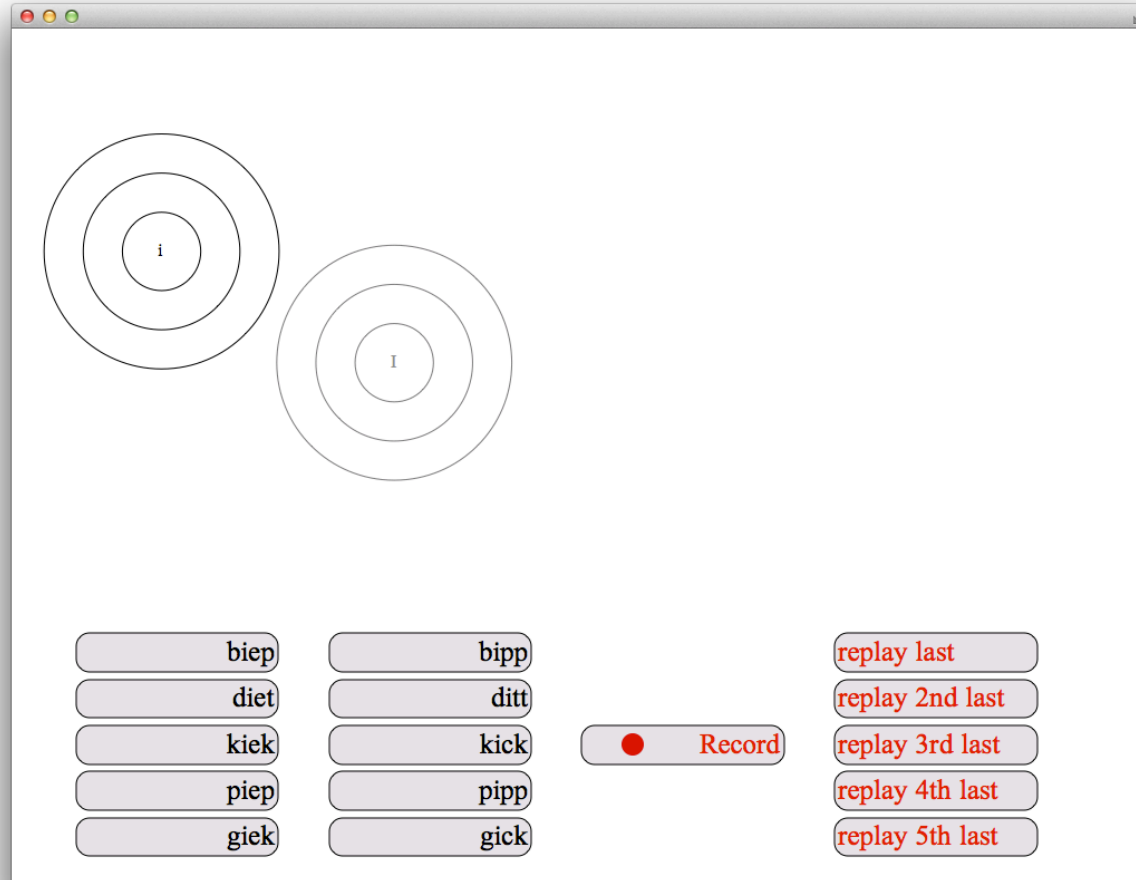 i
I
biep bipp replay last
diet ditt replay 2nd last
kiek kick Record replay 3rd last
piep pipp replay 4th last
giek gick replay 5th last